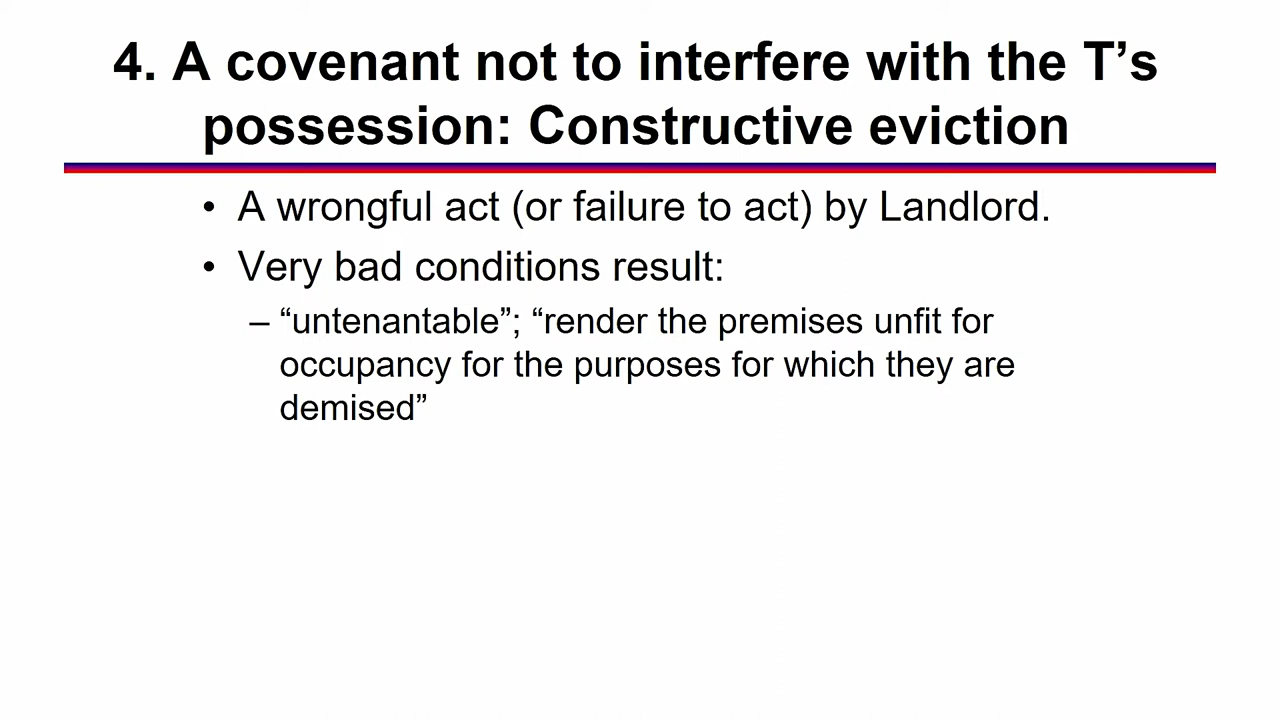 4. A covenant not to interfere with the T’s
possession: Constructive eviction
• A wrongful act (or failure to act) by Landlord.
• Very bad conditions result:
– “untenantable”; “render the premises unfit for
occupancy for the purposes for which they are
demised”